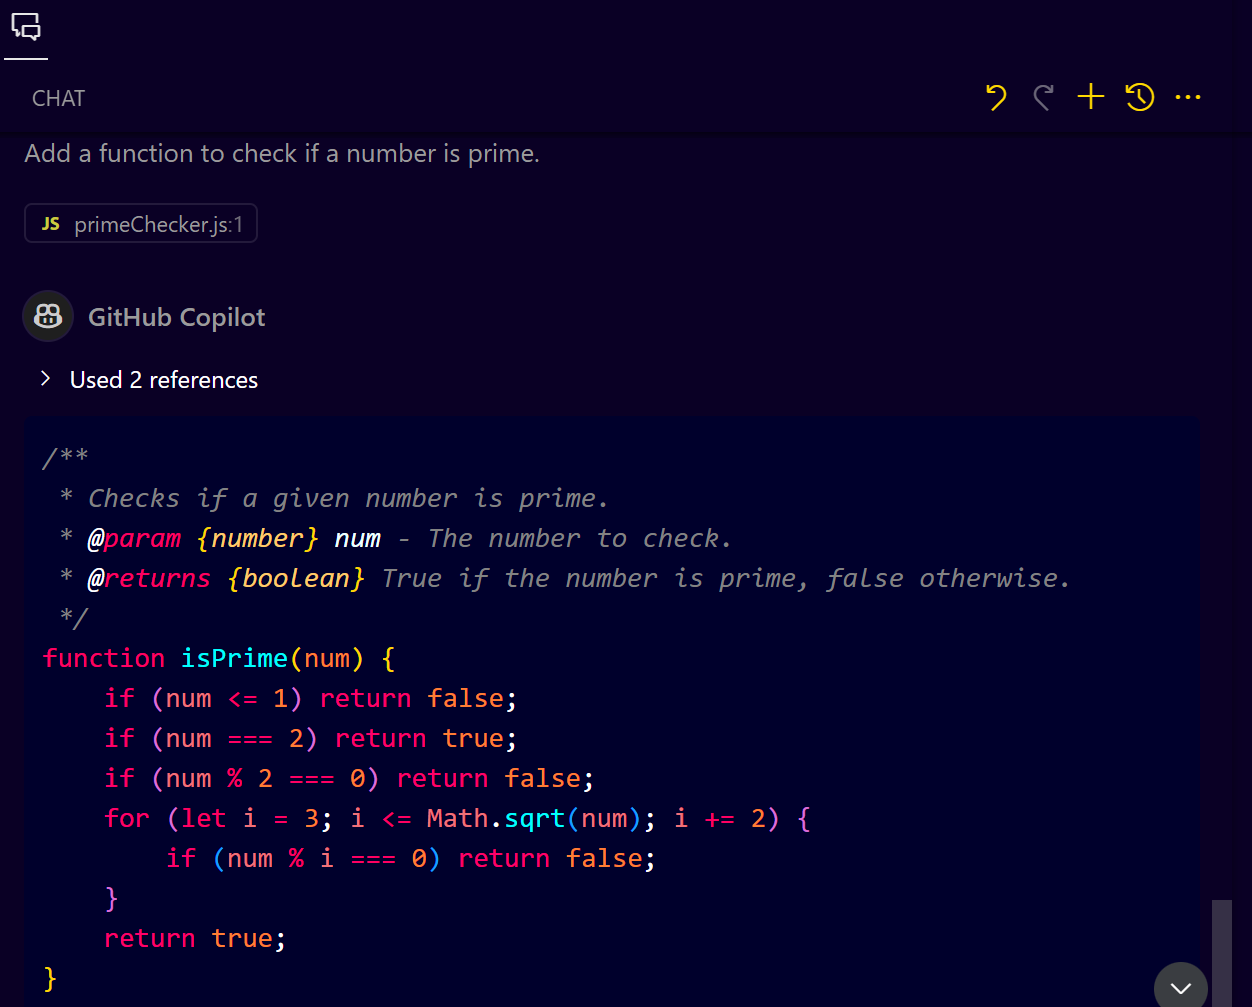 CHAT
Add a function to check if a number is prime.
JS primeChecker.js:1
GitHub Copilot
Used 2 references
/**
 * Checks if a given number is prime.
 * @param {number} num - The number to check.
 * @returns {boolean} True if the number is prime, false otherwise.
 */
function isPrime(num) {
    if (num <= 1) return false;
    if (num === 2) return true;
    if (num % 2 === 0) return false;
    for (let i = 3; i <= Math.sqrt(num); i += 2) {
        if (num % i === 0) return false;
    }
    return true;
}